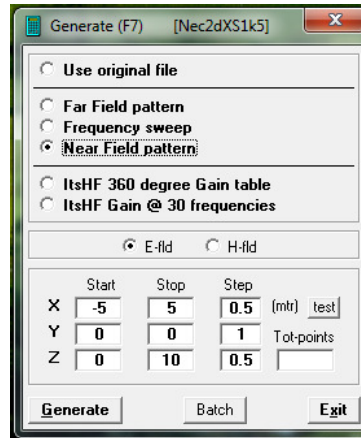 Generate (F7) [Nec2dXS1k5]
Use original file
Far Field pattern
Frequency sweep
Near Field pattern
ItsHF 360 degree Gain table
ItsHF Gain @ 30 frequencies
E-fld H-fld
Start Stop Step
X -5 5 0.5 (mtr) test
Y 0 0 1 Tot-points
Z 0 10 0.5
Generate Batch Exit